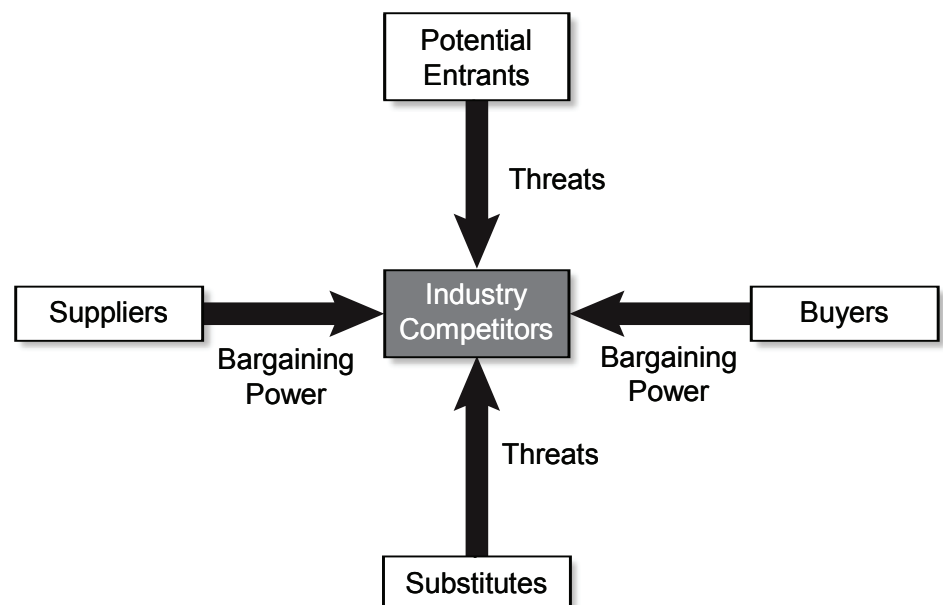 Potential
Entrants
Threats
Suppliers
Industry
Competitors
Buyers
Bargaining
Power
Bargaining
Power
Threats
Substitutes